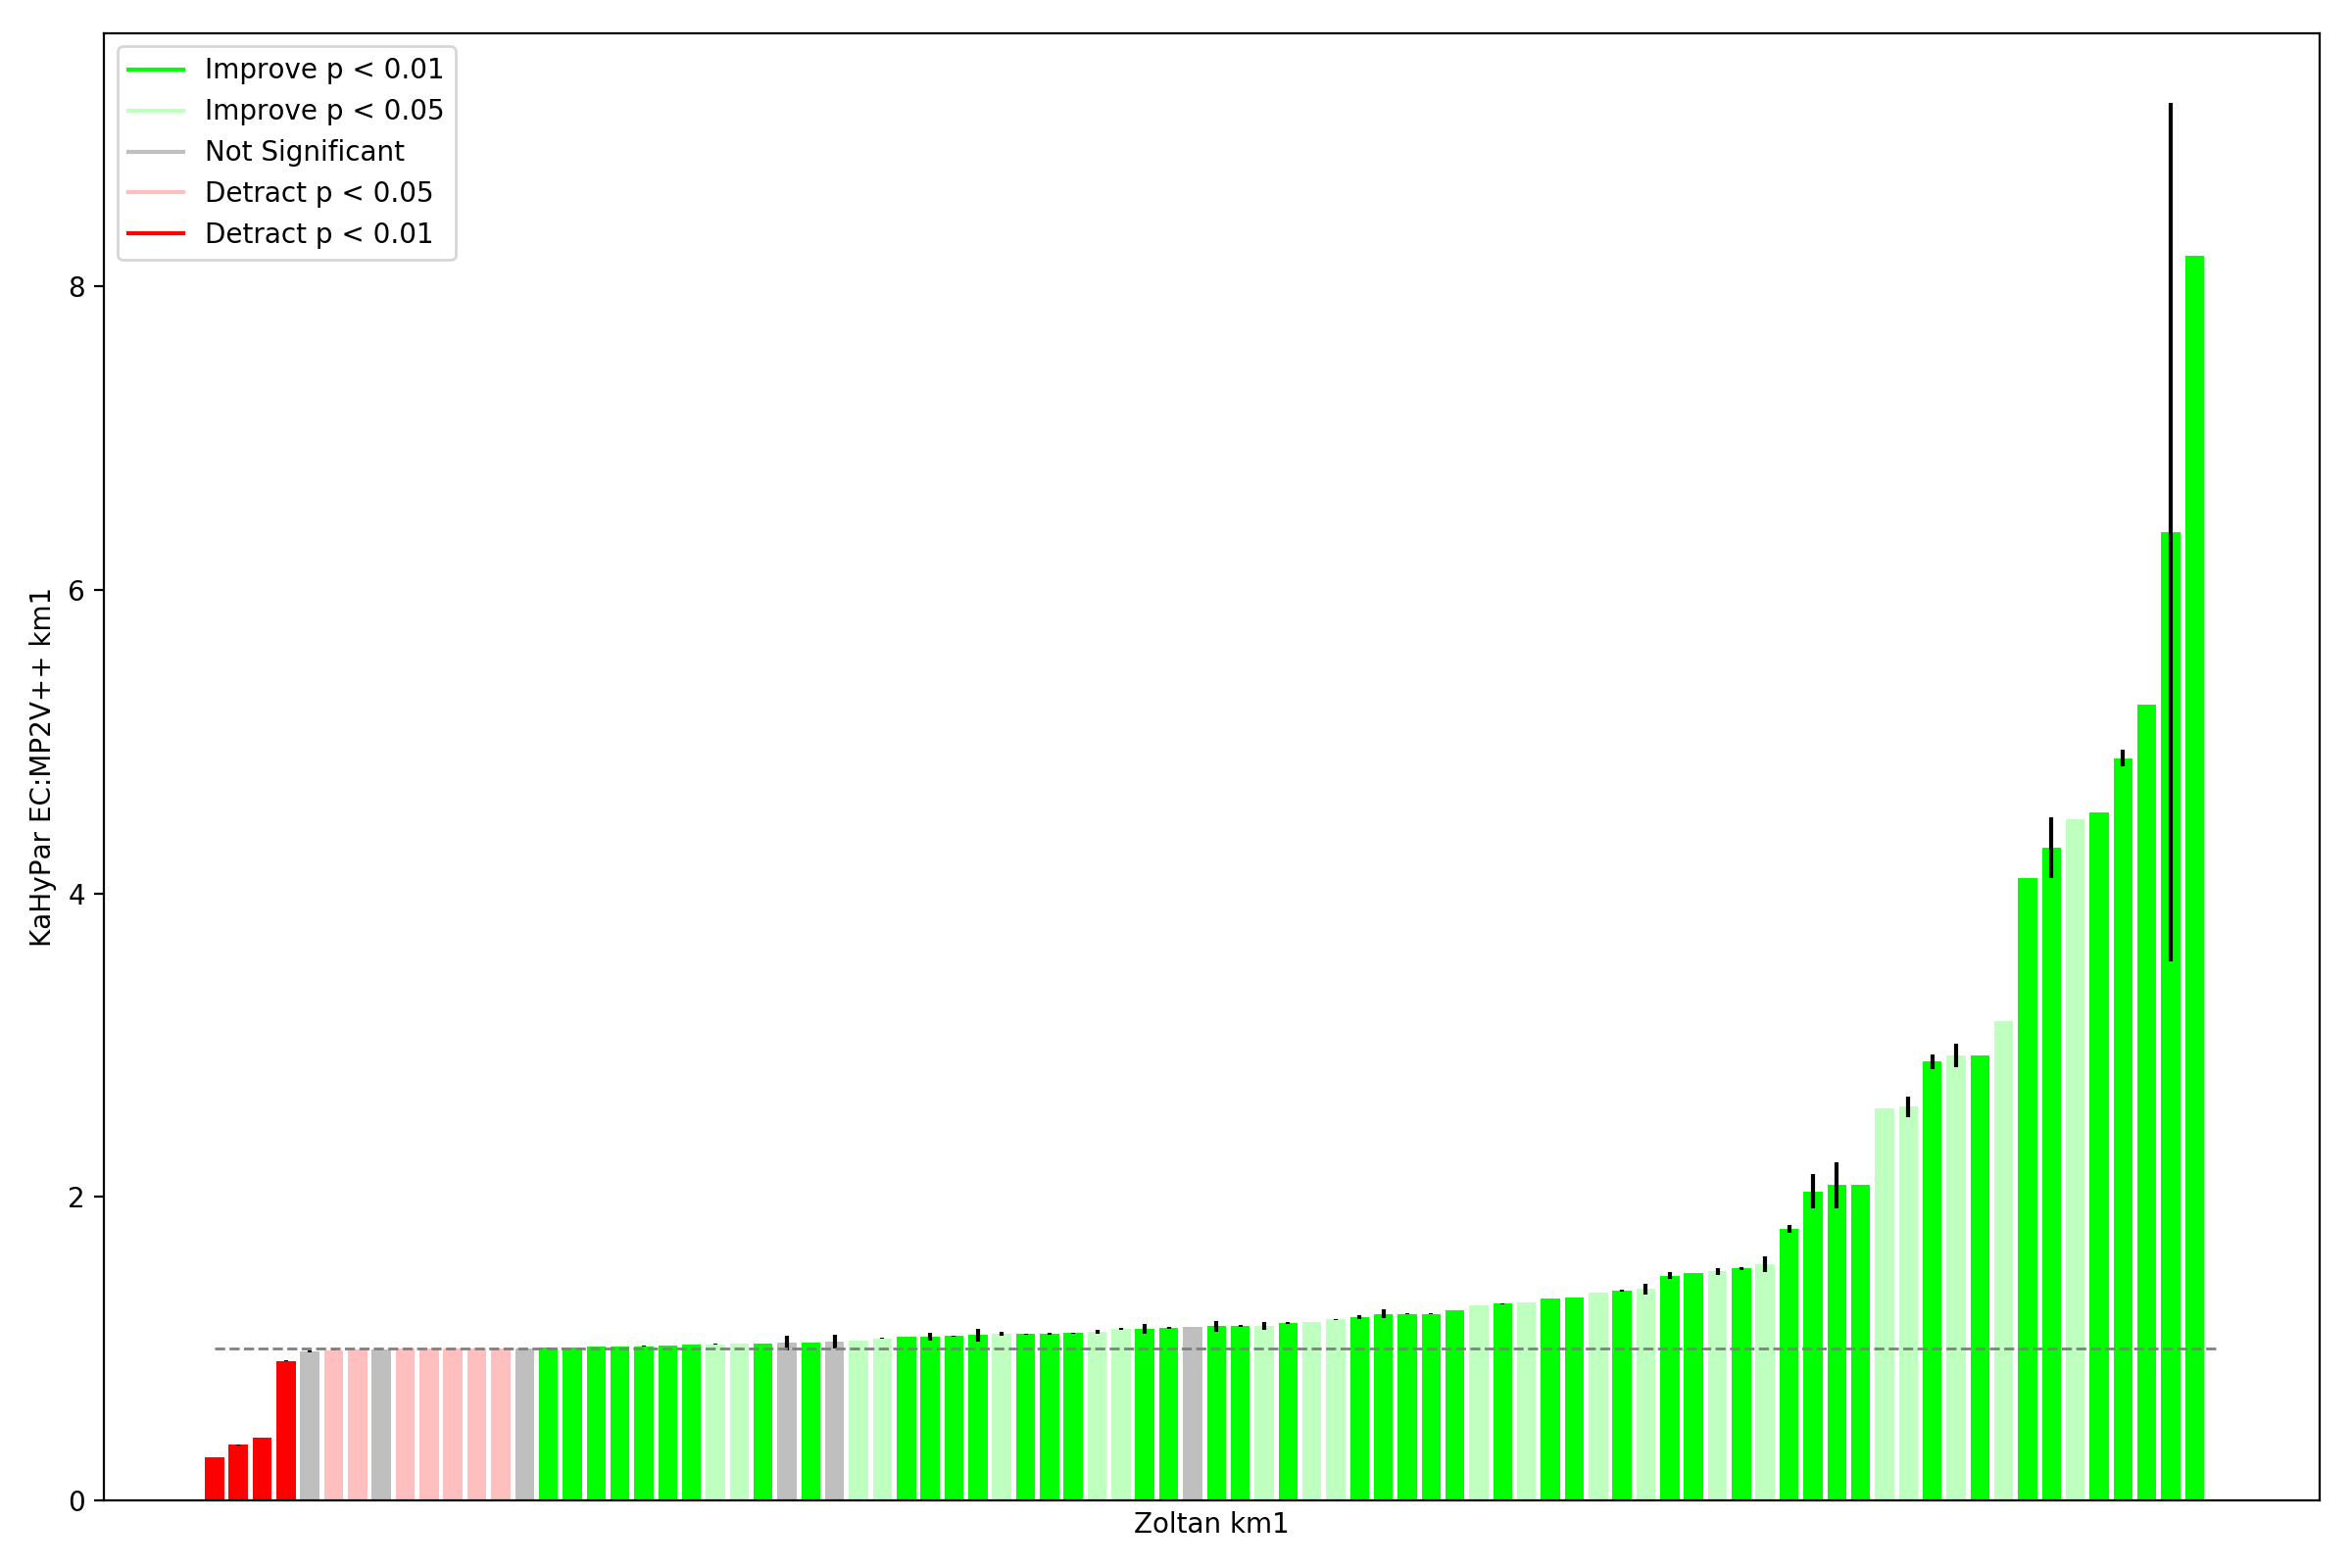 Improve p < 0.01
Improve p < 0.05
Not Significant
Detract p < 0.05
Detract p < 0.01
8
6
4
2
0
KaHyPar EC:MP2V++ km1
Zoltan km1